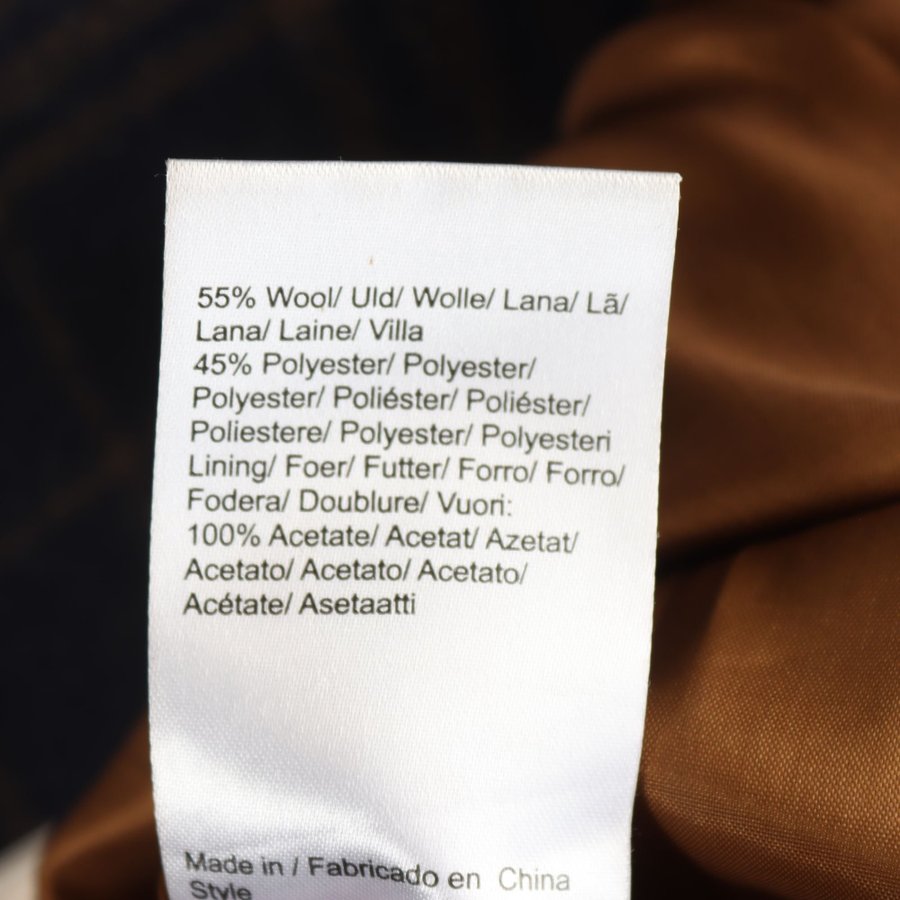 55% Wool/ Uld/ Wolle/ Lana/ Lã/
Lana/ Laine/ Villa
45% Polyester/ Polyester/
Polyester/ Poliéster/ Poliéster/
Poliestere/ Polyester/ Polyesteri
Lining/ Foer/ Futter/ Forro/ Forro/
Fodera/ Doublure/ Vuori:
100% Acetate/ Acetat/ Azetat/
Acetato/ Acetato/ Acetato/
Acétate/ Asetaatti
Made in / Fabricado en China
Style